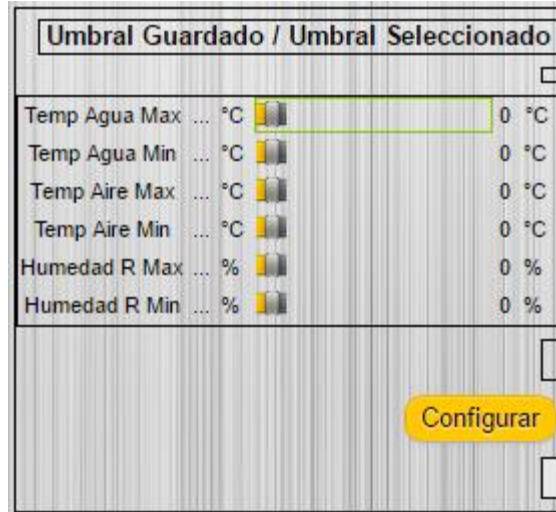 Umbral Guardado / Umbral Seleccionado
Temp Agua Max ... °C 0 °C
Temp Agua Min ... °C 0 °C
Temp Aire Max ... °C 0 °C
Temp Aire Min ... °C 0 °C
Humedad R Max ... % 0 %
Humedad R Min ... % 0 %
Configurar